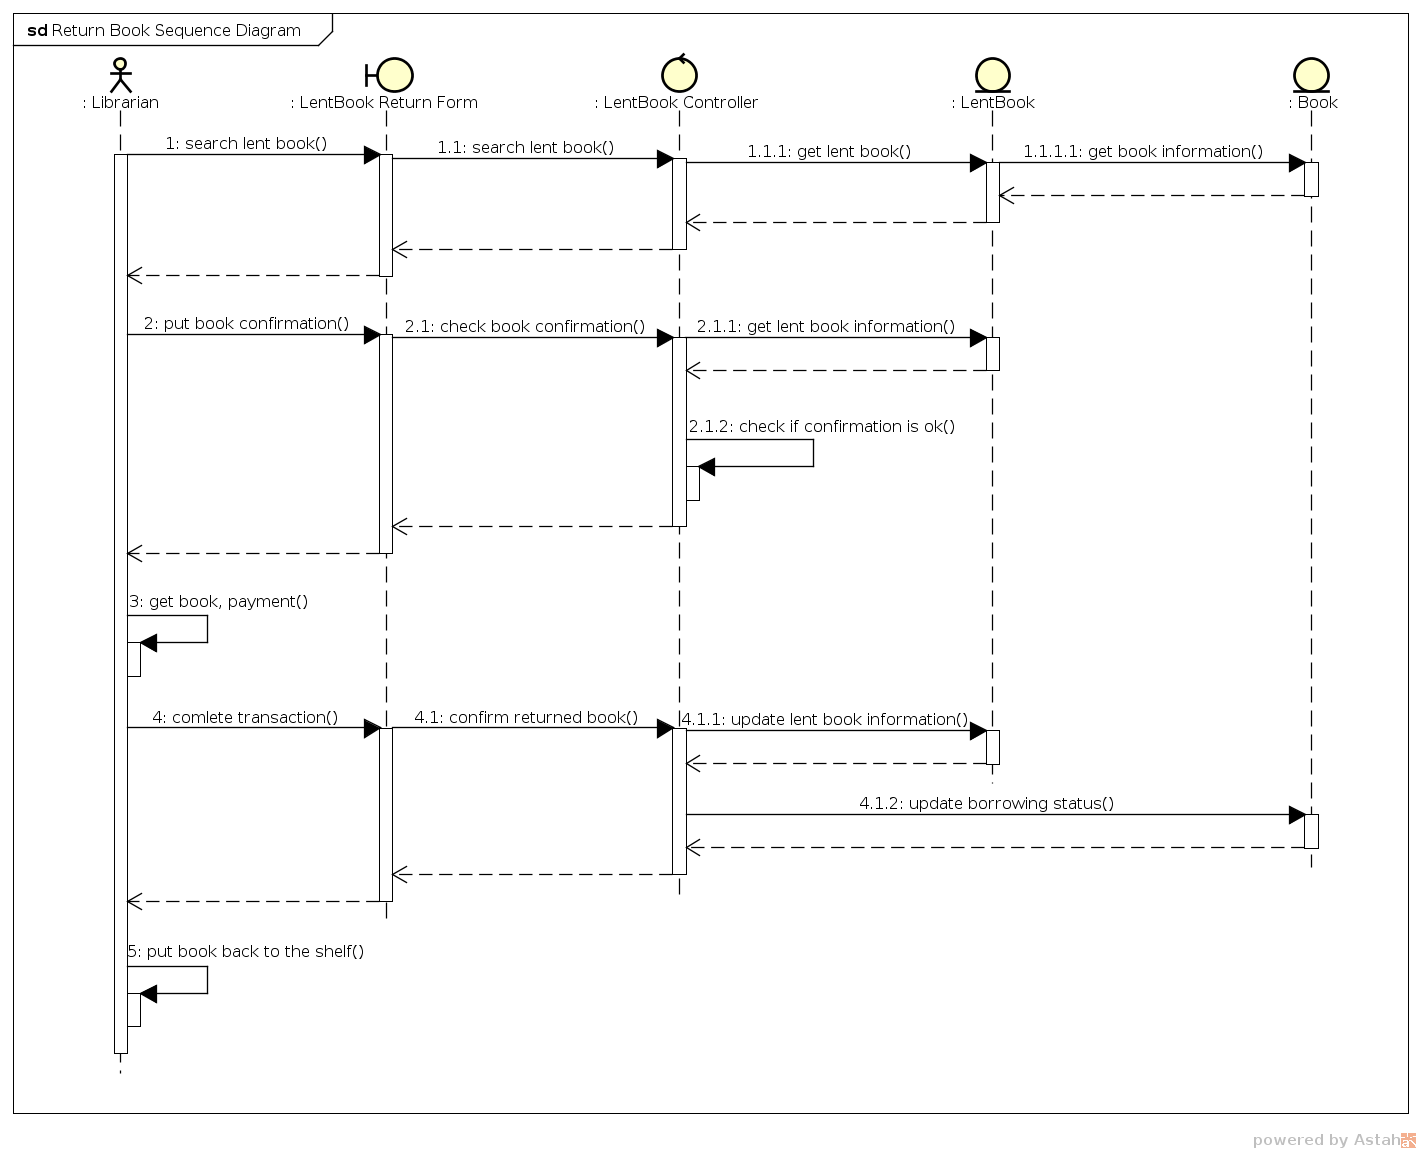 sd Return Book Sequence Diagram
: Librarian
: LentBook Return Form
: LentBook Controller
: LentBook
: Book
1: search lent book()
1.1: search lent book()
1.1.1: get lent book()
1.1.1.1: get book information()
2: put book confirmation()
2.1: check book confirmation()
2.1.1: get lent book information()
2.1.2: check if confirmation is ok()
3: get book, payment()
4: comlete transaction()
4.1: confirm returned book()
4.1.1: update lent book information()
4.1.2: update borrowing status()
5: put book back to the shelf()
powered by Astah